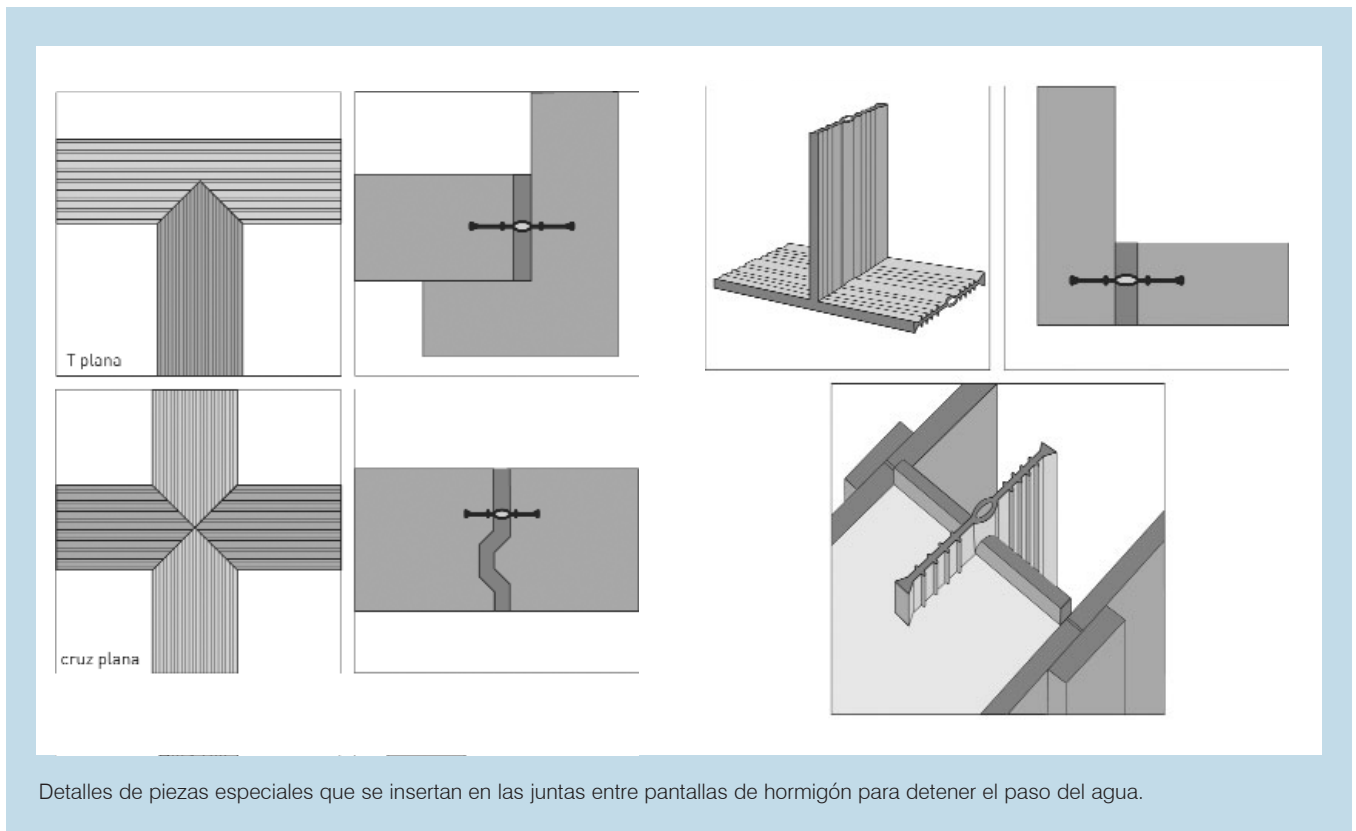 T plana
cruz plana
Detalles de piezas especiales que se insertan en las juntas entre pantallas de hormigón para detener el paso del agua.